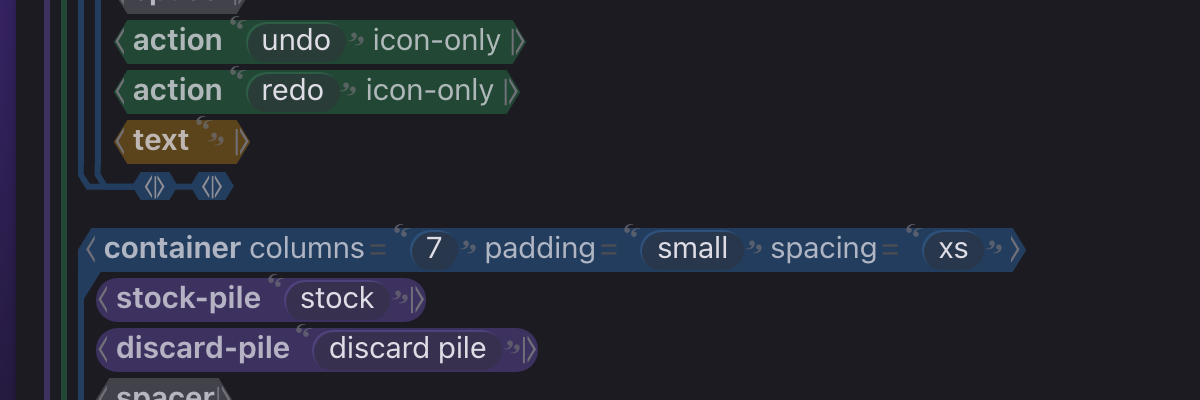 action “undo” icon-only
action “redo” icon-only
text “”
container columns=“7” padding=“small” spacing=“xs”
stock-pile “stock”
discard-pile “discard pile”
spacer